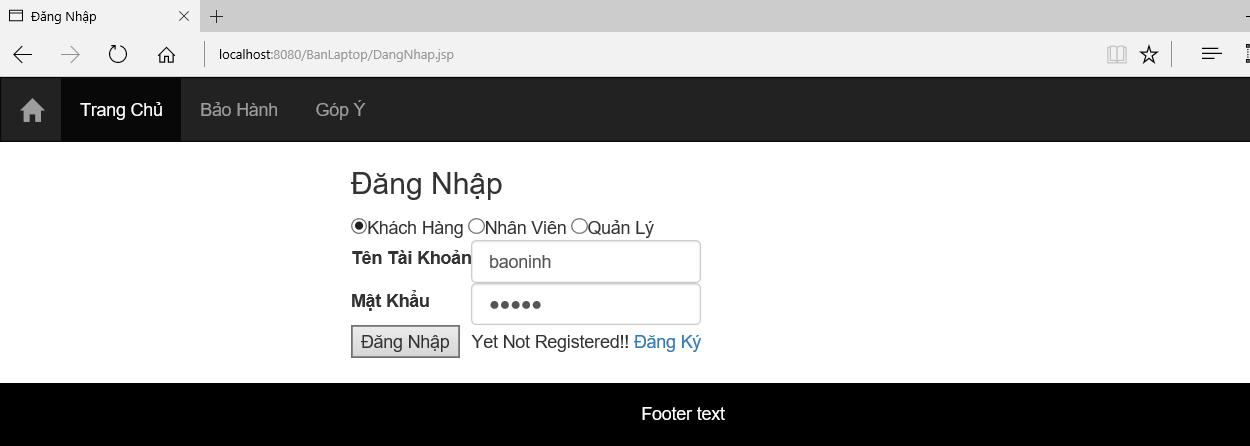 Đăng Nhập
localhost:8080/BanLaptop/DangNhap.jsp
Trang Chủ Bảo Hành Góp Ý
Đăng Nhập
Khách Hàng Nhân Viên Quản Lý
Tên Tài Khoản baoninh
Mật Khẩu •••••
Đăng Nhập Yet Not Registered!! Đăng Ký
Footer text